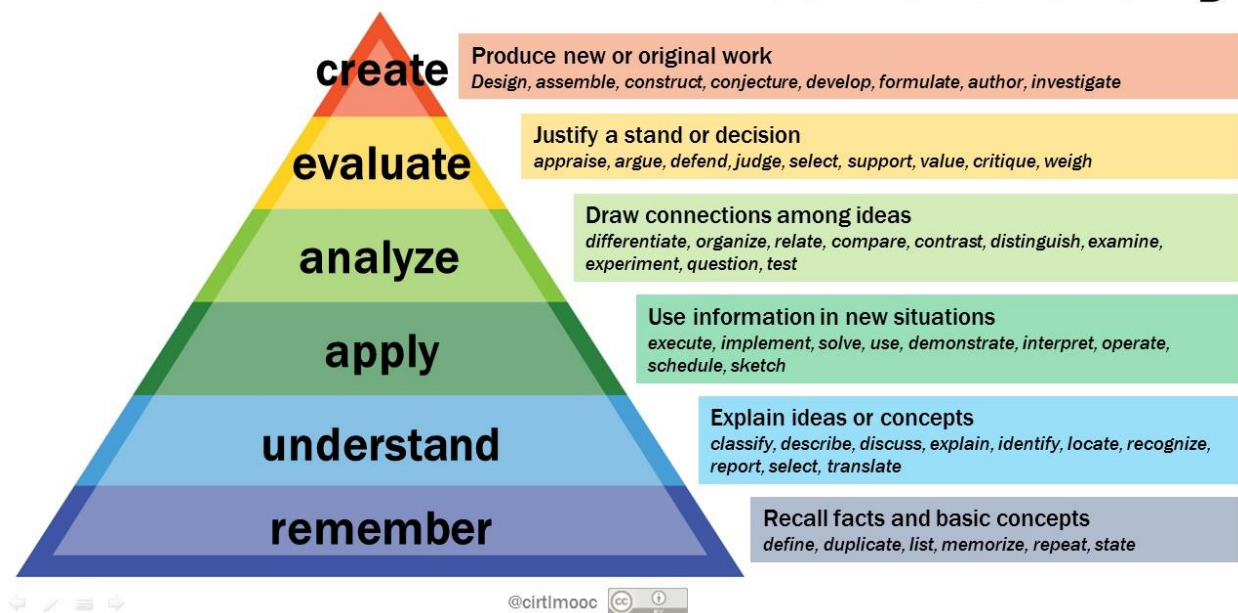 create
Produce new or original work
Design, assemble, construct, conjecture, develop, formulate, author, investigate
evaluate
Justify a stand or decision
appraise, argue, defend, judge, select, support, value, critique, weigh
analyze
Draw connections among ideas
differentiate, organize, relate, compare, contrast, distinguish, examine,
experiment, question, test
apply
Use information in new situations
execute, implement, solve, use, demonstrate, interpret, operate,
schedule, sketch
understand
Explain ideas or concepts
classify, describe, discuss, explain, identify, locate, recognize,
report, select, translate
remember
Recall facts and basic concepts
define, duplicate, list, memorize, repeat, state
@cirtlmooc
cc